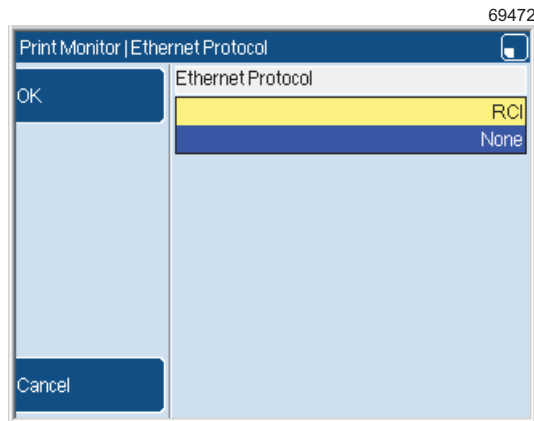 69472
Print Monitor | Ethernet Protocol
Ethernet Protocol
OK
RCI
None
Cancel